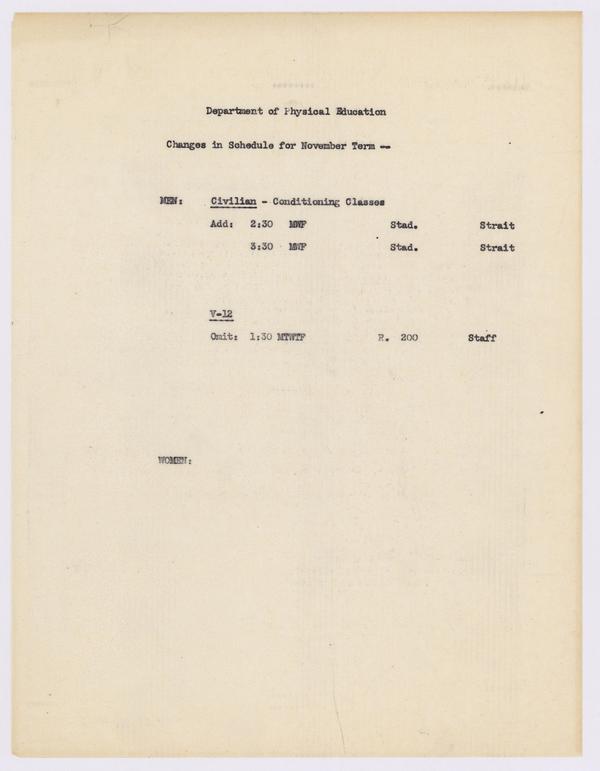 Department of Physical Education
Changes in Schedule for November Term --
MEN: Civilian - Conditioning Classes
Add: 2:30 MWF Stad. Strait
3:30 MWF Stad. Strait
V-12
Omit: 1:30 MTWTF R. 200 Staff
WOMEN: